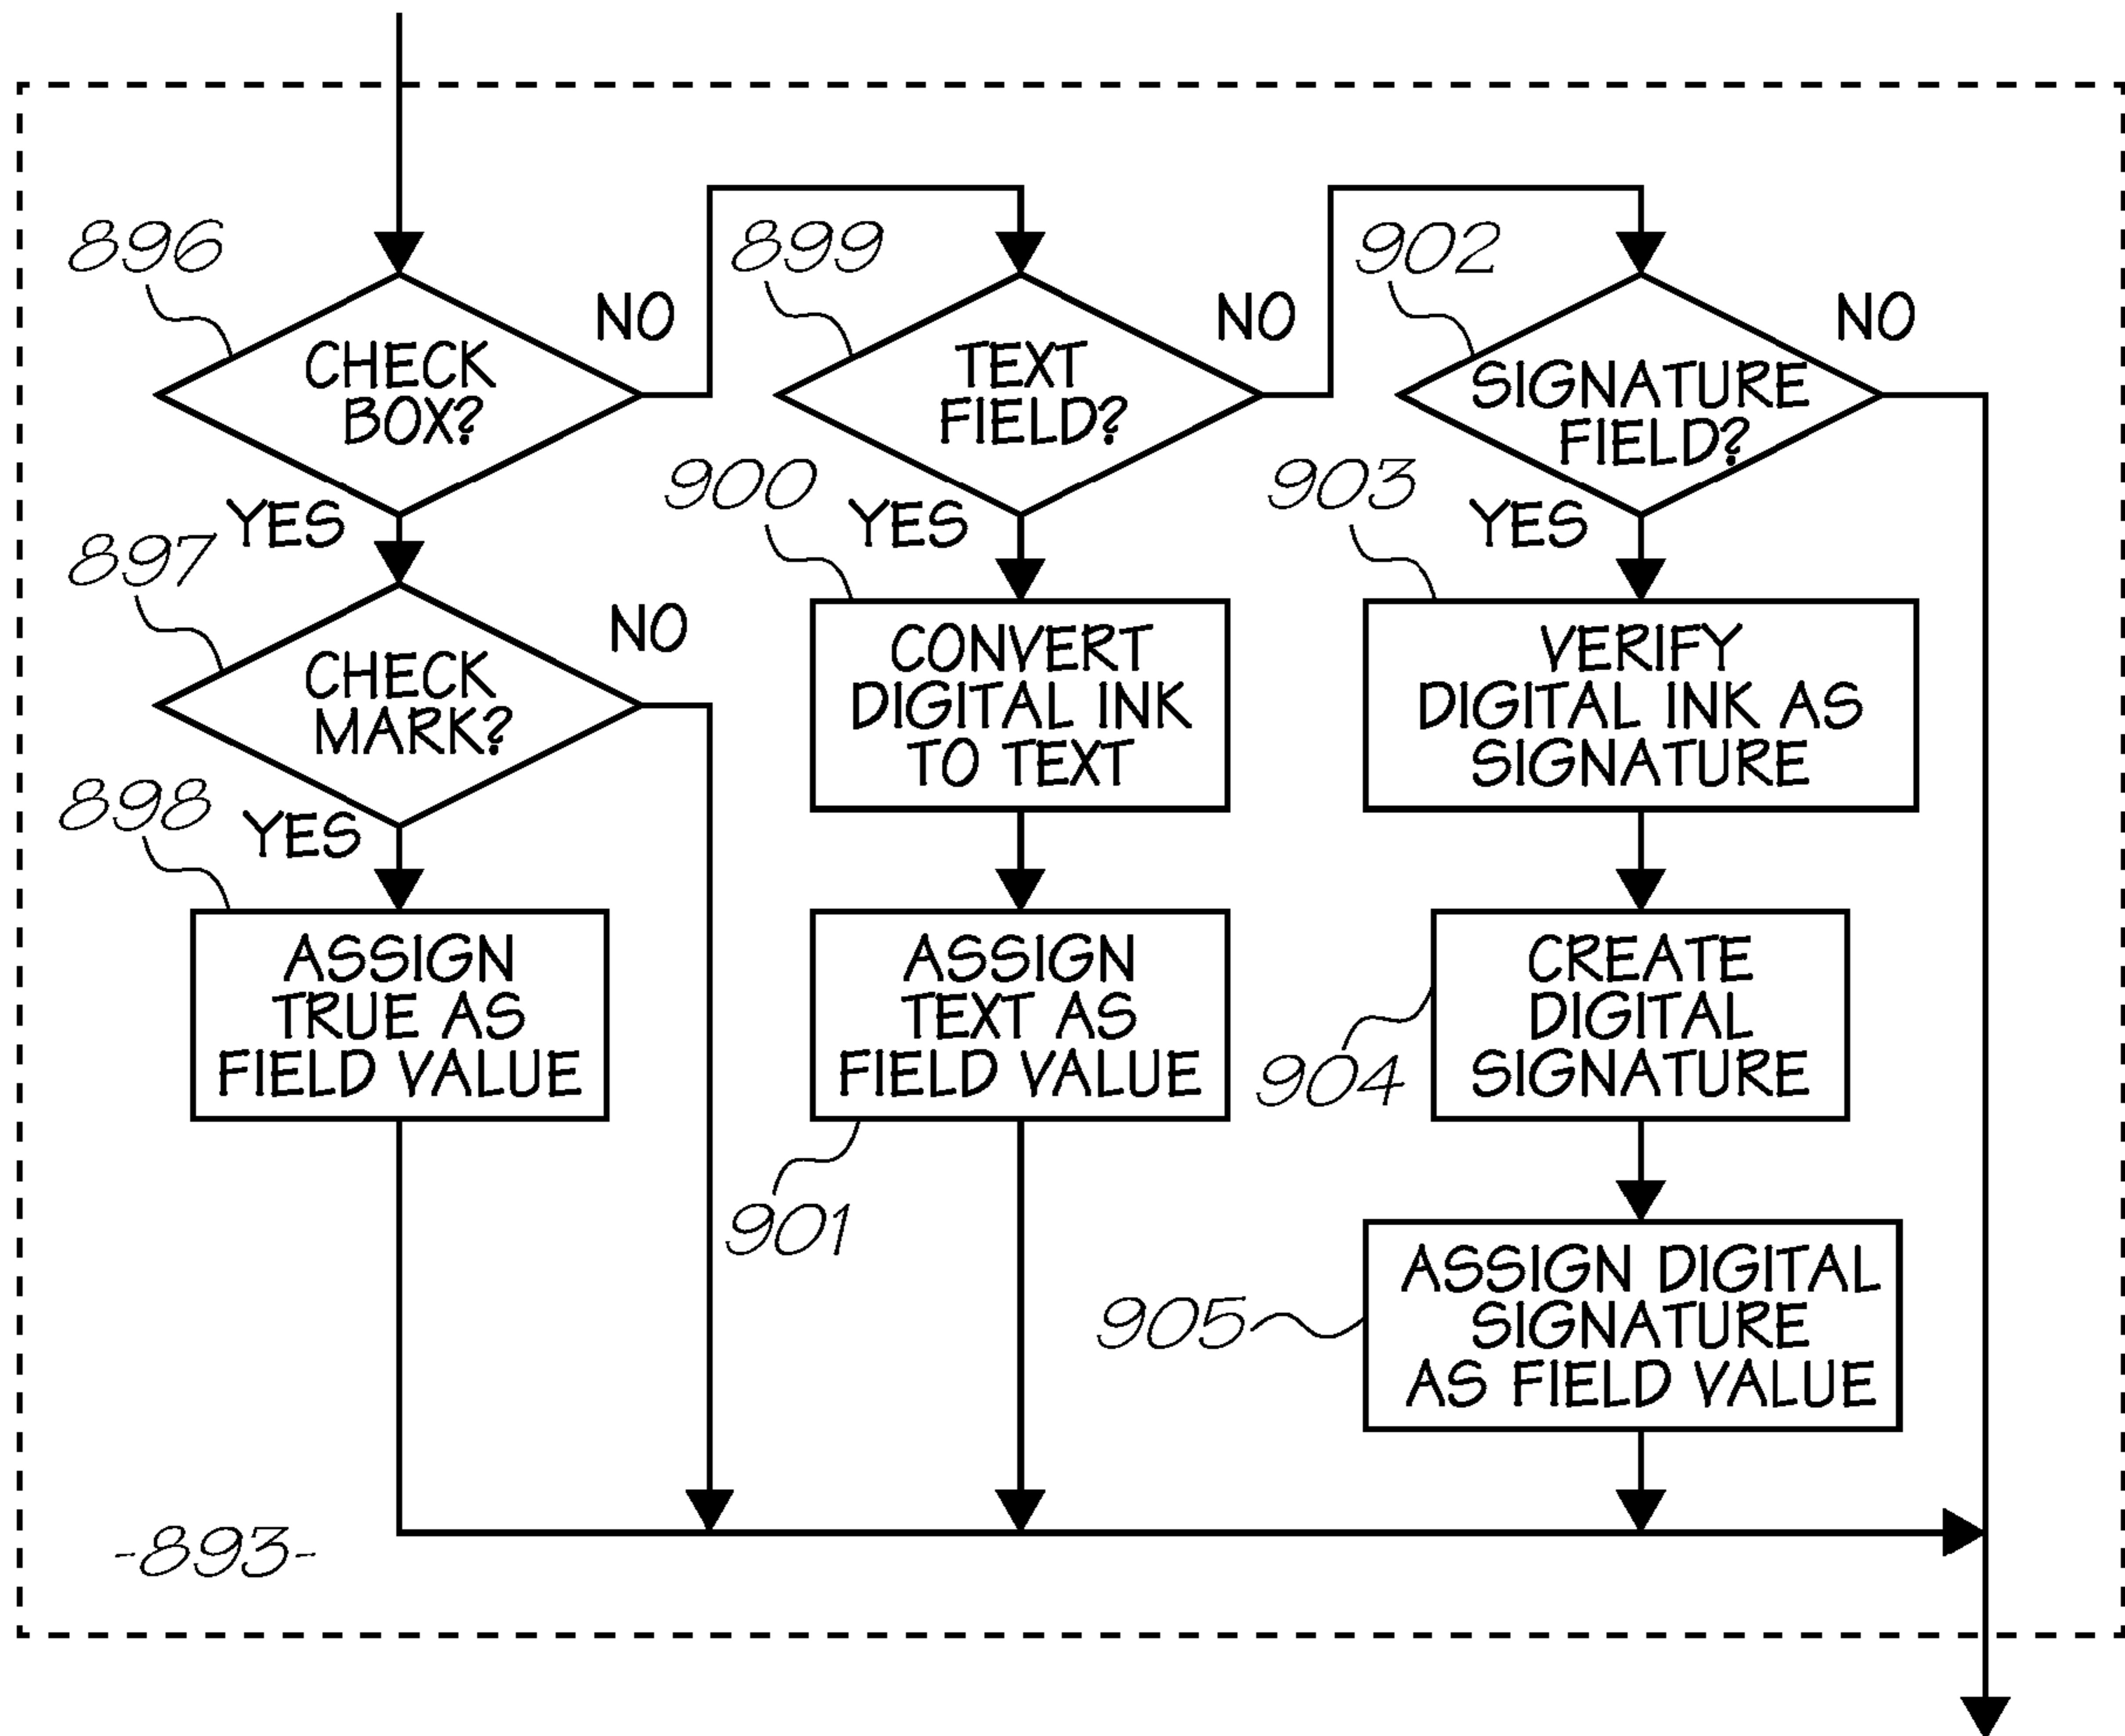 896
CHECK
BOX?
NO
YES
897
CHECK
MARK?
NO
YES
898
ASSIGN
TRUE AS
FIELD VALUE
899
TEXT
FIELD?
NO
YES
900
CONVERT
DIGITAL INK
TO TEXT
ASSIGN
TEXT AS
FIELD VALUE
901
902
SIGNATURE
FIELD?
NO
YES
903
VERIFY
DIGITAL INK AS
SIGNATURE
CREATE
DIGITAL
SIGNATURE
904
ASSIGN DIGITAL
SIGNATURE
AS FIELD VALUE
905
-893-